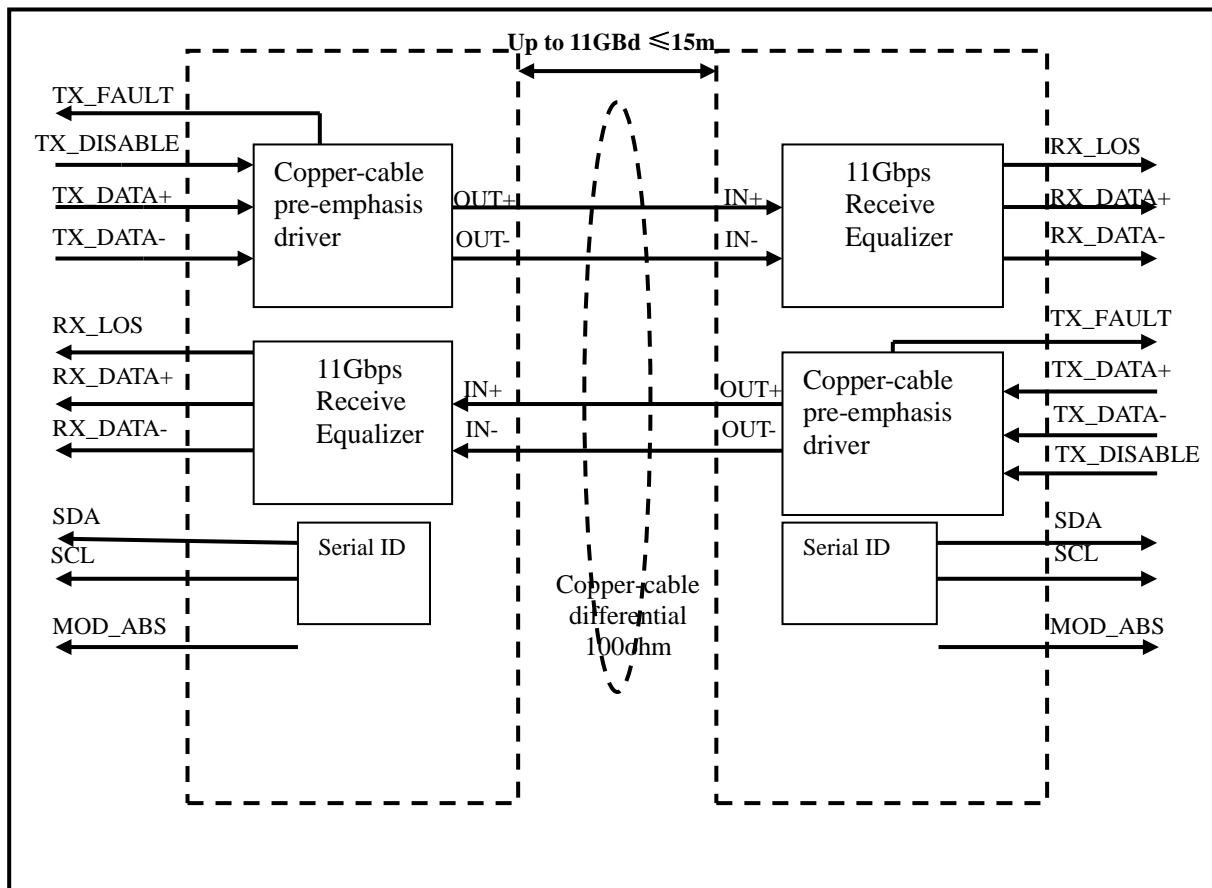 Up to 11GBd ≤15m
TX_FAULT
TX_DISABLE
TX_DATA+
TX_DATA-
Copper-cable
pre-emphasis
driver
OUT+
OUT-
IN+
IN-
11Gbps
Receive
Equalizer
RX_LOS
RX_DATA+
RX_DATA-
RX_LOS
RX_DATA+
RX_DATA-
11Gbps
Receive
Equalizer
IN+
IN-
OUT+
OUT-
Copper-cable
pre-emphasis
driver
TX_FAULT
TX_DATA+
TX_DATA-
TX_DISABLE
SDA
SCL
MOD_ABS
Serial ID
Copper-cable
differential
100ohm
Serial ID
SDA
SCL
MOD_ABS